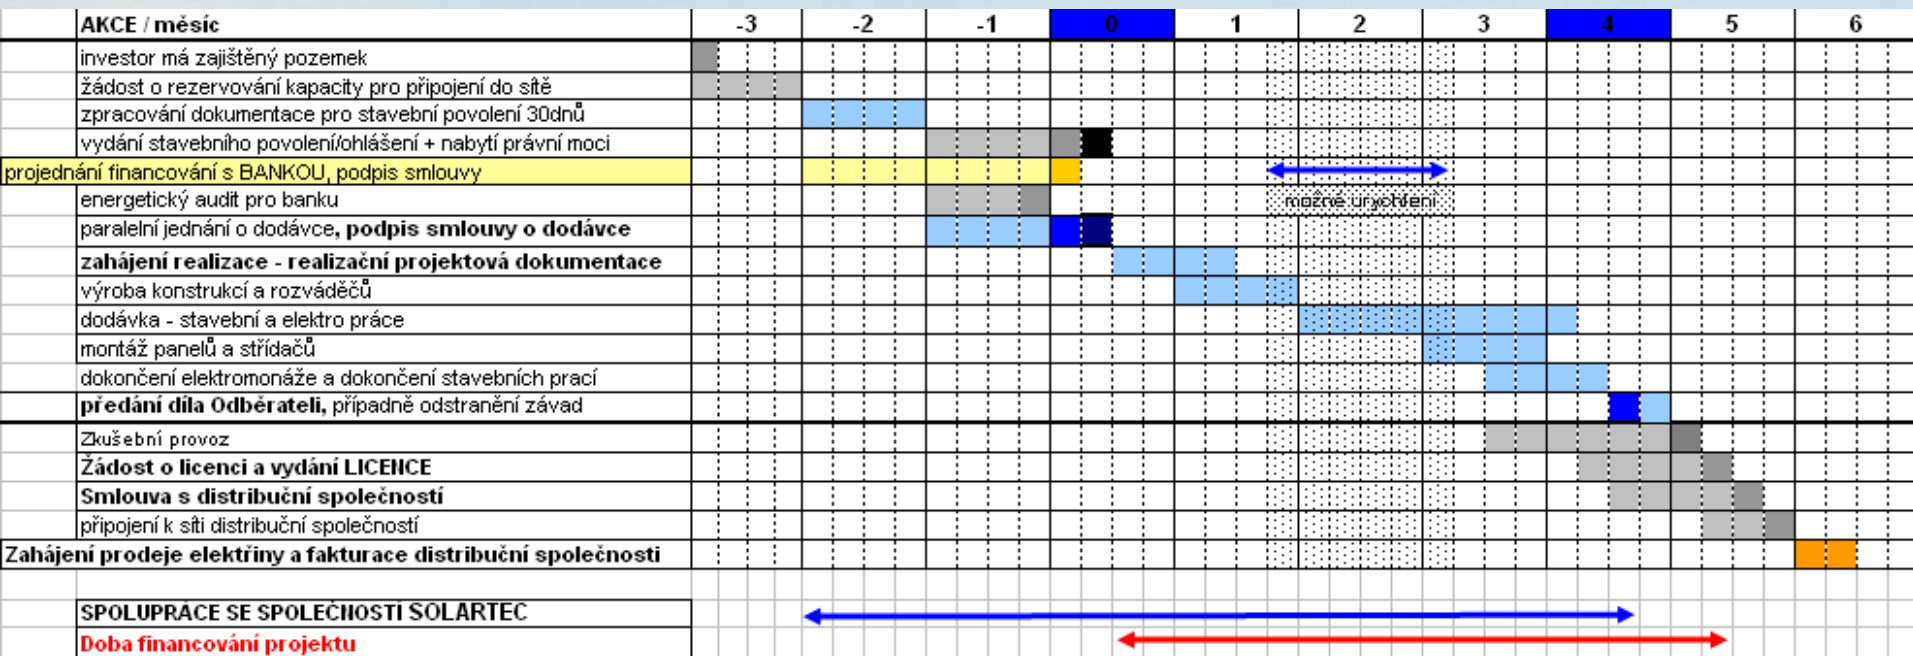 AKCE / měsíc -3 -2 -1 0 1 2 3 4 5 6
investor má zajištěný pozemek
žádost o rezervování kapacity pro připojení do sítě
zpracování dokumentace pro stavební povolení 30dnů
vydání stavebního povolení/ohlášení + nabytí právní moci
projednání financování s BANKOU, podpis smlouvy
energetický audit pro banku možné urychlení
paralelní jednání o dodávce, podpis smlouvy o dodávce
zahájení realizace - realizační projektová dokumentace
výroba konstrukcí a rozváděčů
dodávka - stavební a elektro práce
montáž panelů a střídačů
dokončení elektromonáže a dokončení stavebních prací
předání díla Odběrateli, případně odstranění závad
Zkušební provoz
Žádost o licenci a vydání LICENCE
Smlouva s distribuční společností
připojení k síti distribuční společností
Zahájení prodeje elektřiny a fakturace distribuční společnosti
SPOLUPRÁCE SE SPOLEČNOSTÍ SOLARTEC
Doba financování projektu